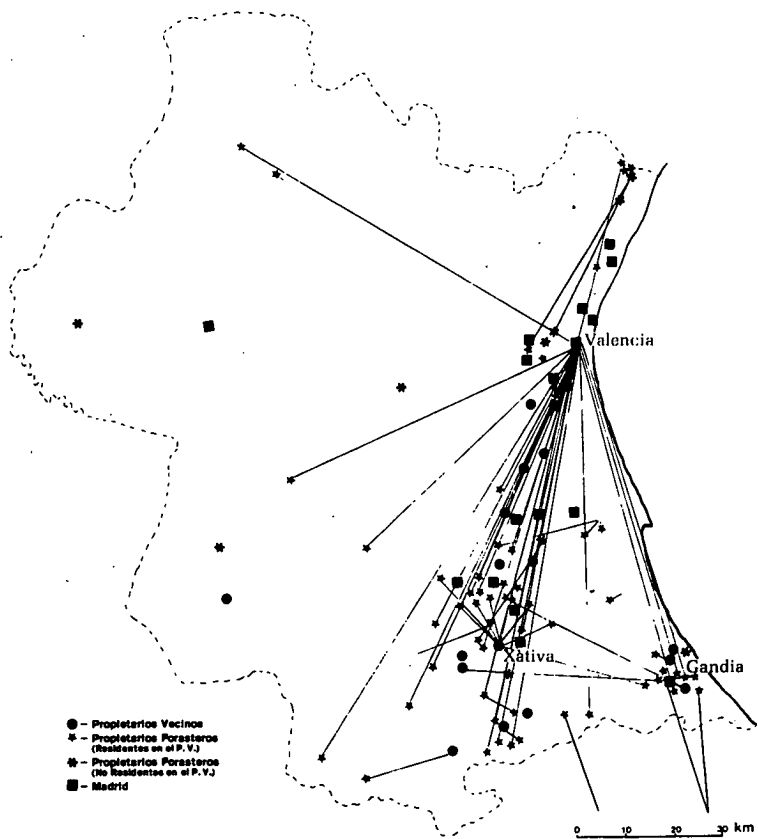 Valencia
Xativa
Gandia
● - Propietarios Vecinos
★ - Propietarios Forasteros
(Residentes en el P.V.)
✱ - Propietarios Forasteros
(No Residentes en el P.V.)
■ - Madrid
0 10 20 30 km